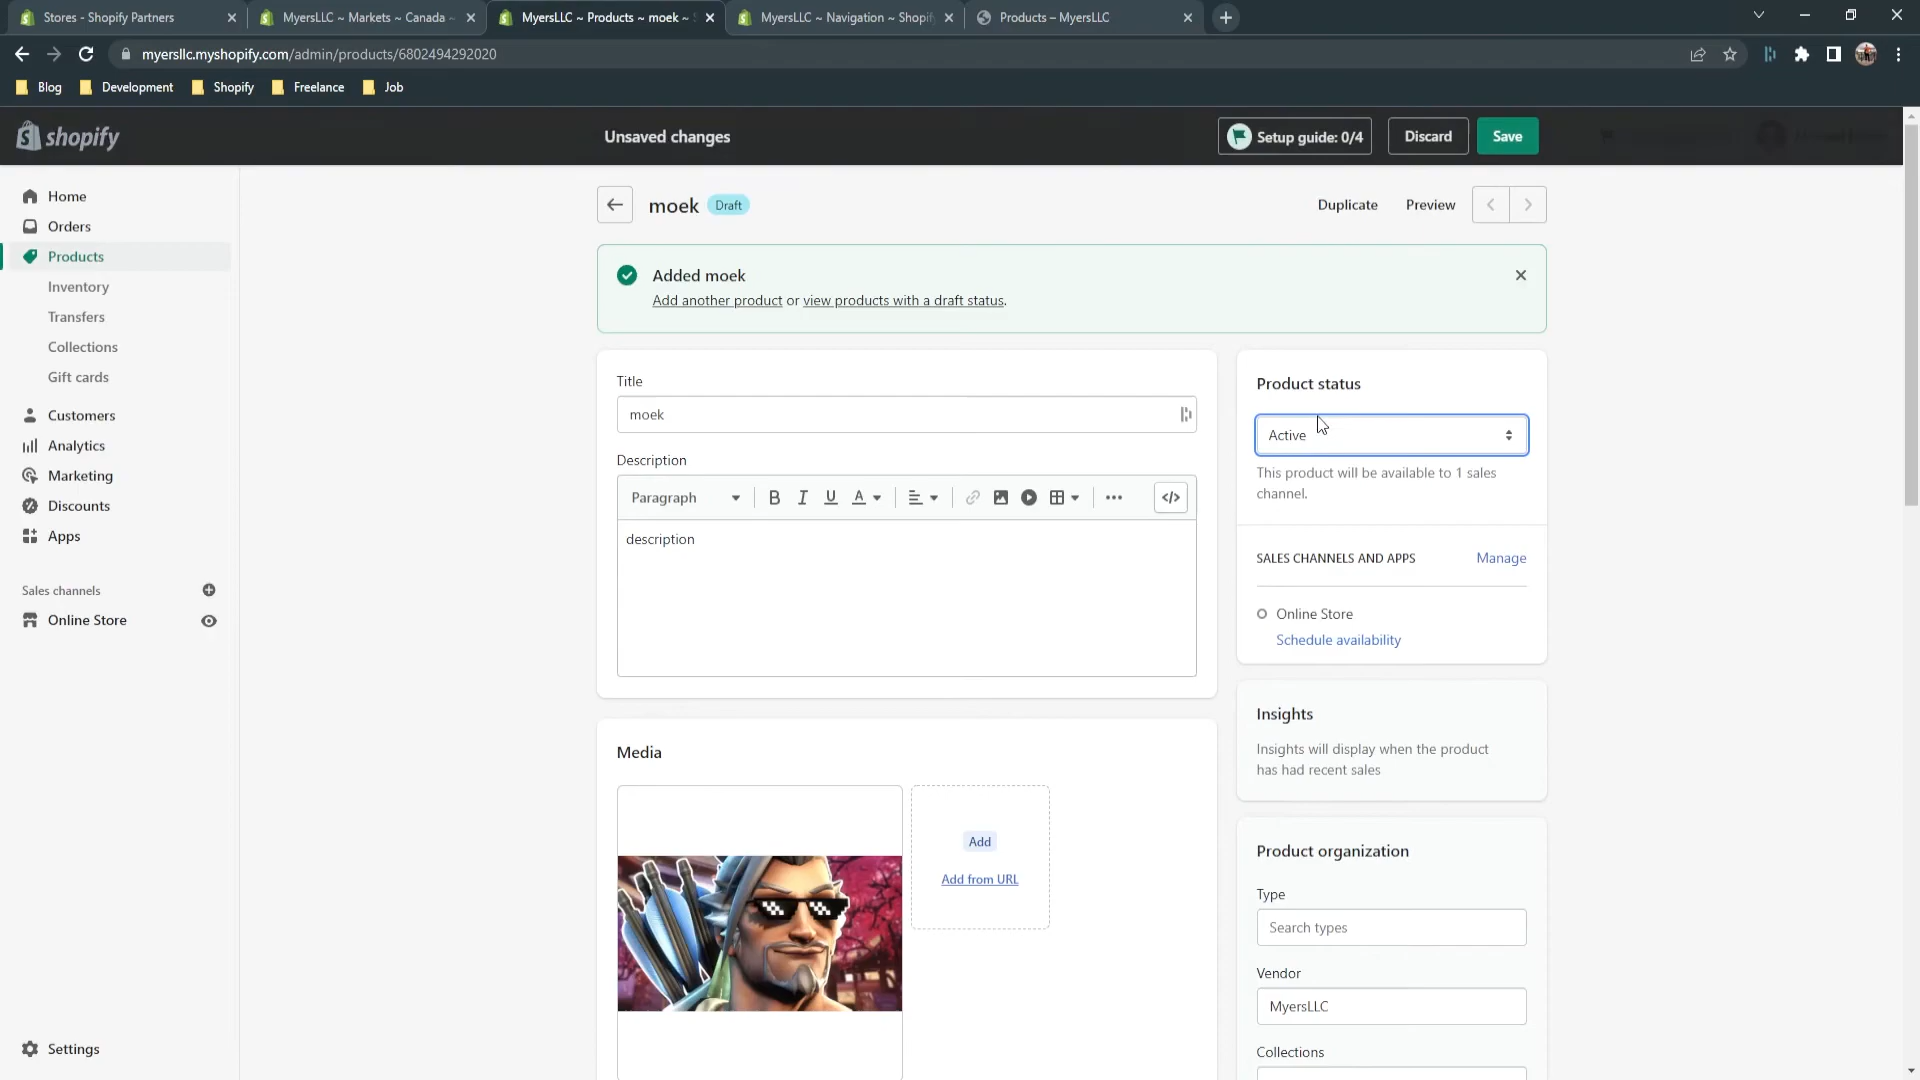 Stores - Shopify Partners
MyersLLC ~ Markets ~ Canada ~
MyersLLC ~ Products ~ moek ~
MyersLLC ~ Navigation ~ Shopify
Products – MyersLLC
myersllc.myshopify.com/admin/products/6802494292020
Blog
Development
Shopify
Freelance
Job
shopify
Unsaved changes
Setup guide: 0/4
Discard
Save
Home
Orders
Products
Inventory
Transfers
Collections
Gift cards
Customers
Analytics
Marketing
Discounts
Apps
Sales channels
Online Store
Settings
moek Draft
Duplicate
Preview
Added moek
Add another product or view products with a draft status.
Title
moek
Description
Paragraph
description
Media
Add
Add from URL
Product status
Active
This product will be available to 1 sales
channel.
SALES CHANNELS AND APPS
Manage
Online Store
Schedule availability
Insights
Insights will display when the product
has had recent sales
Product organization
Type
Search types
Vendor
MyersLLC
Collections